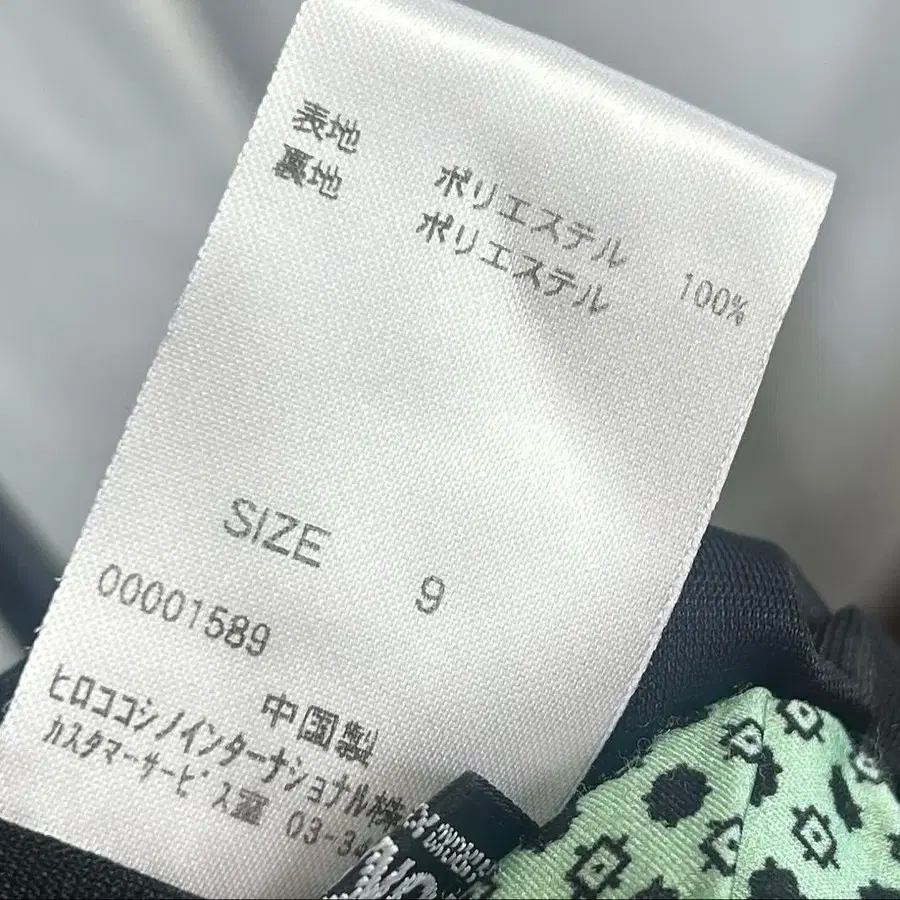 表地 ポリエステル 100%
裏地 ポリエステル
SIZE 9
00001589
中国製
ヒロココシノインターナショナル株
カスタマーサービス室 03-34